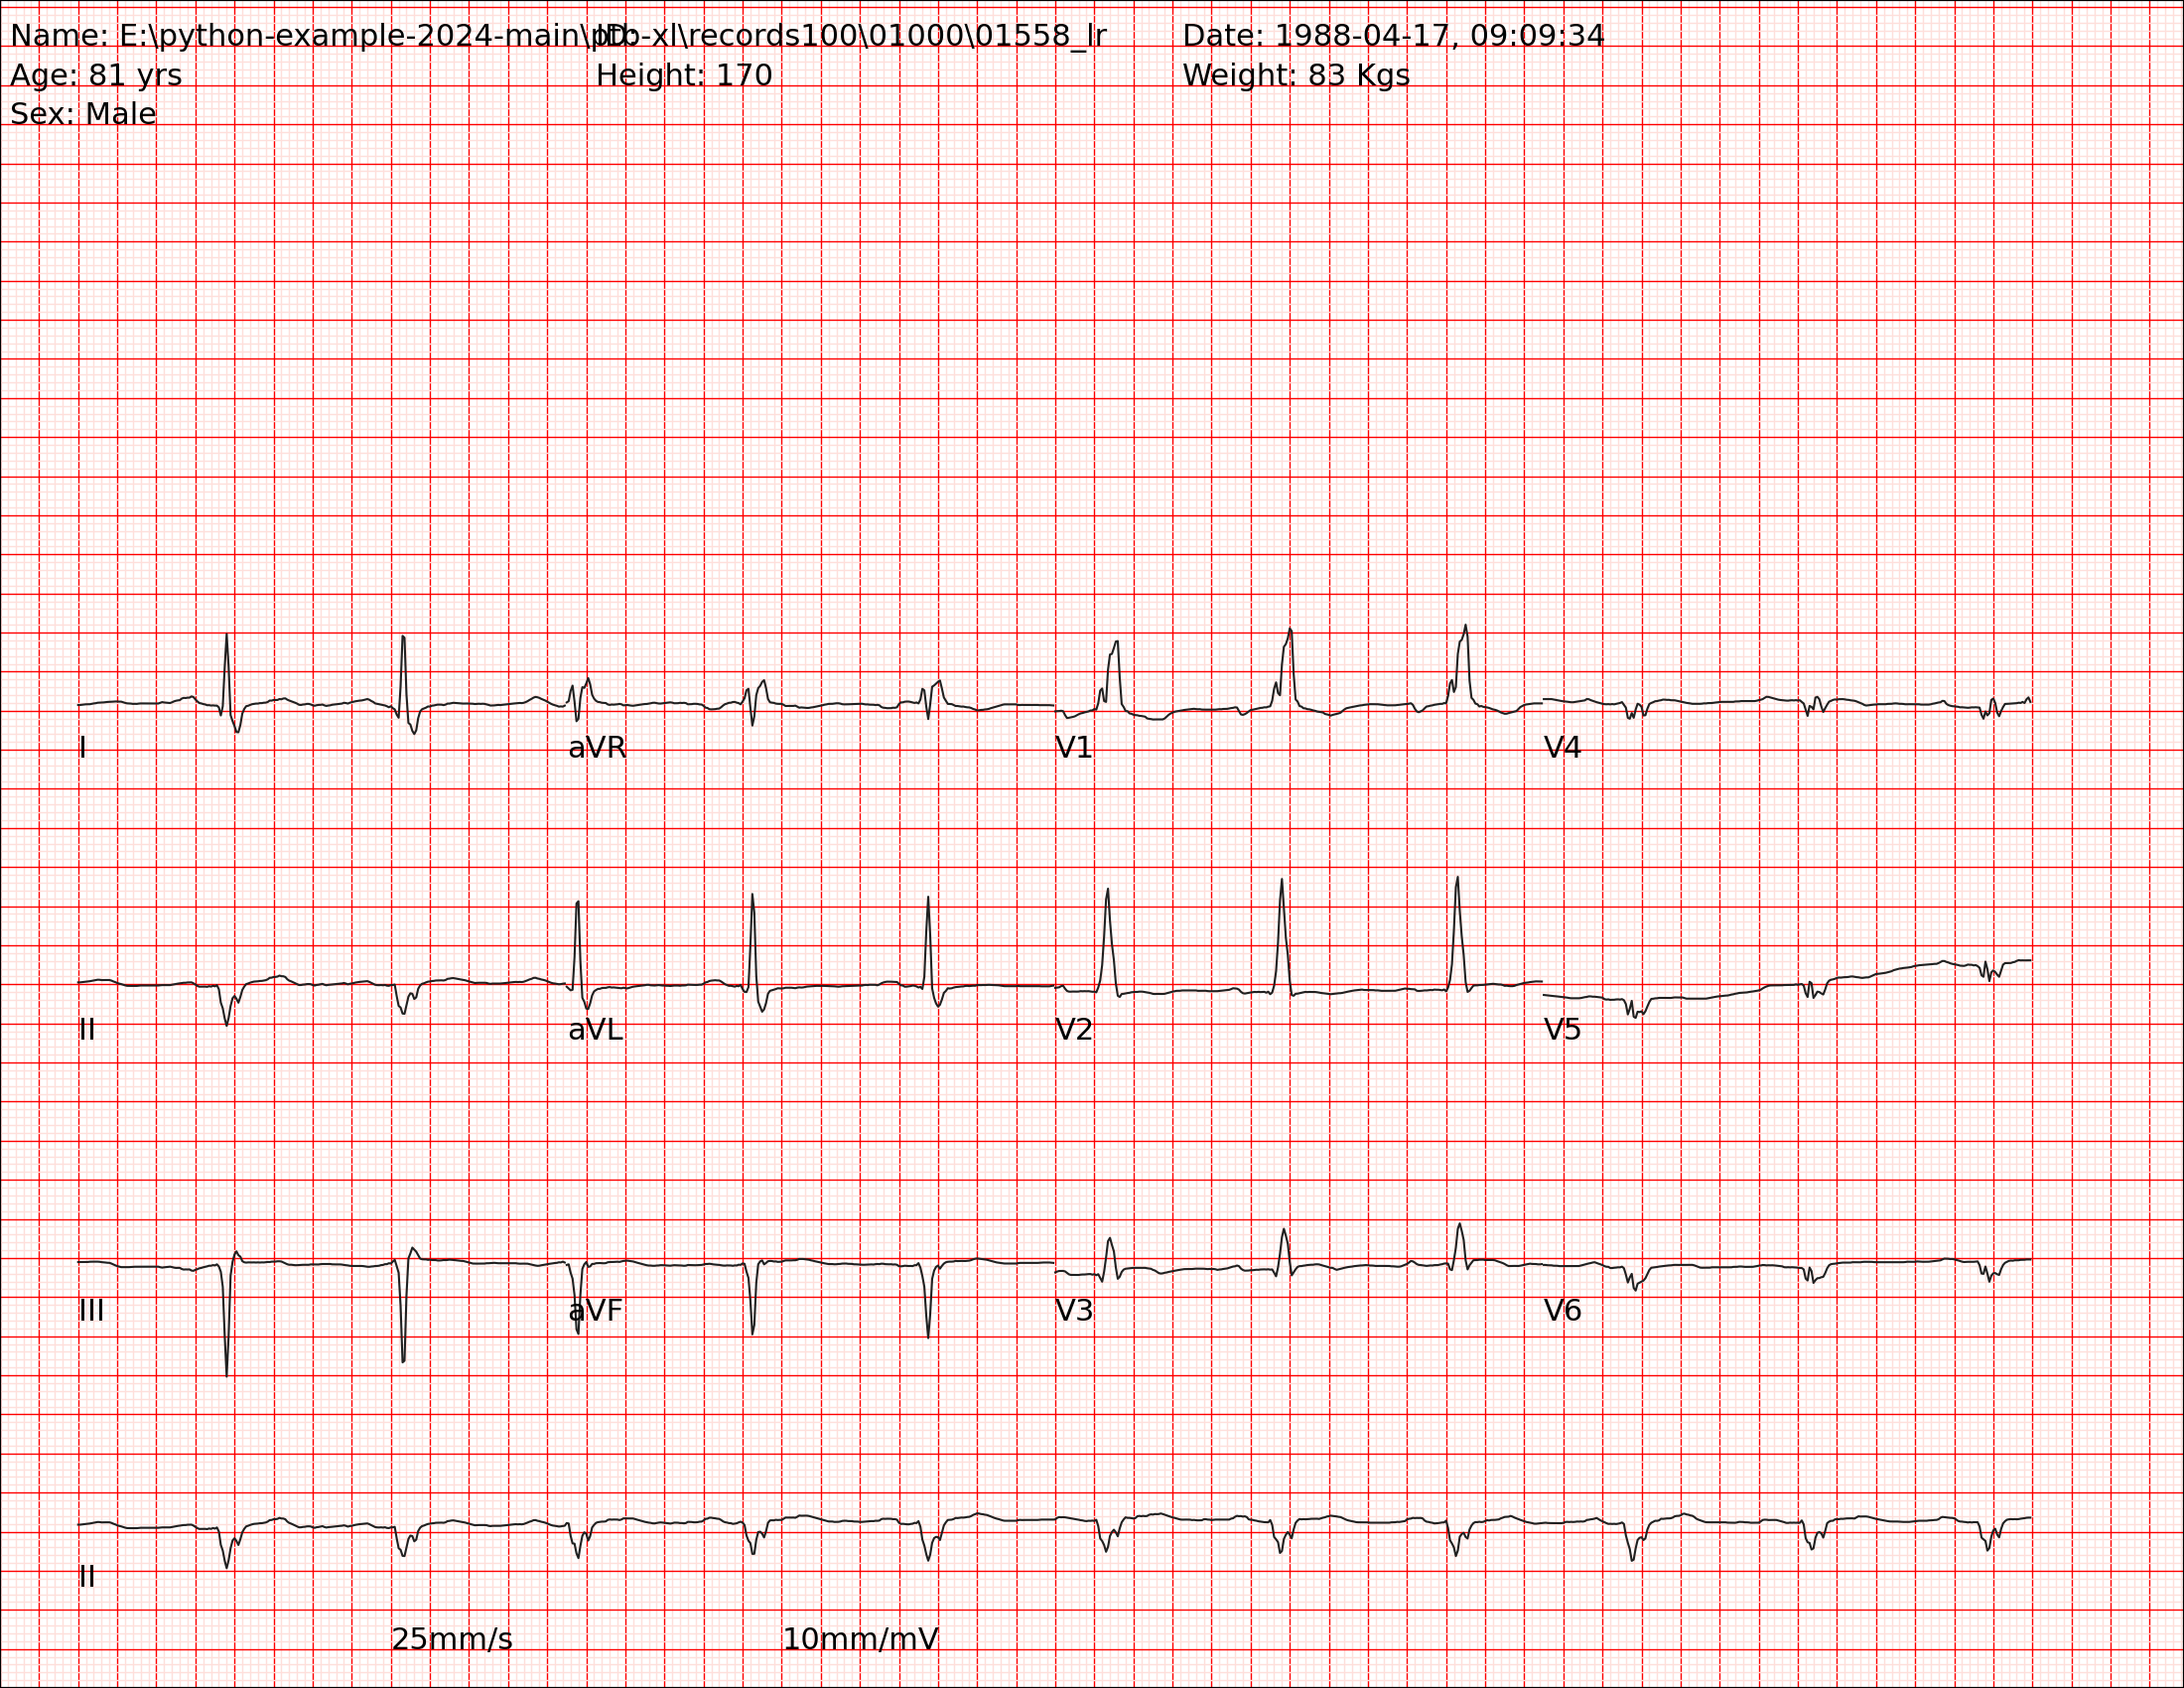 Name: E:\python-example-2024-main\ptb-xl\records100\01000\01558_lr ID: Date: 1988-04-17, 09:09:34
Age: 81 yrs Height: 170 Weight: 83 Kgs
Sex: Male
I aVR V1 V4
II aVL V2 V5
III aVF V3 V6
II
25mm/s 10mm/mV